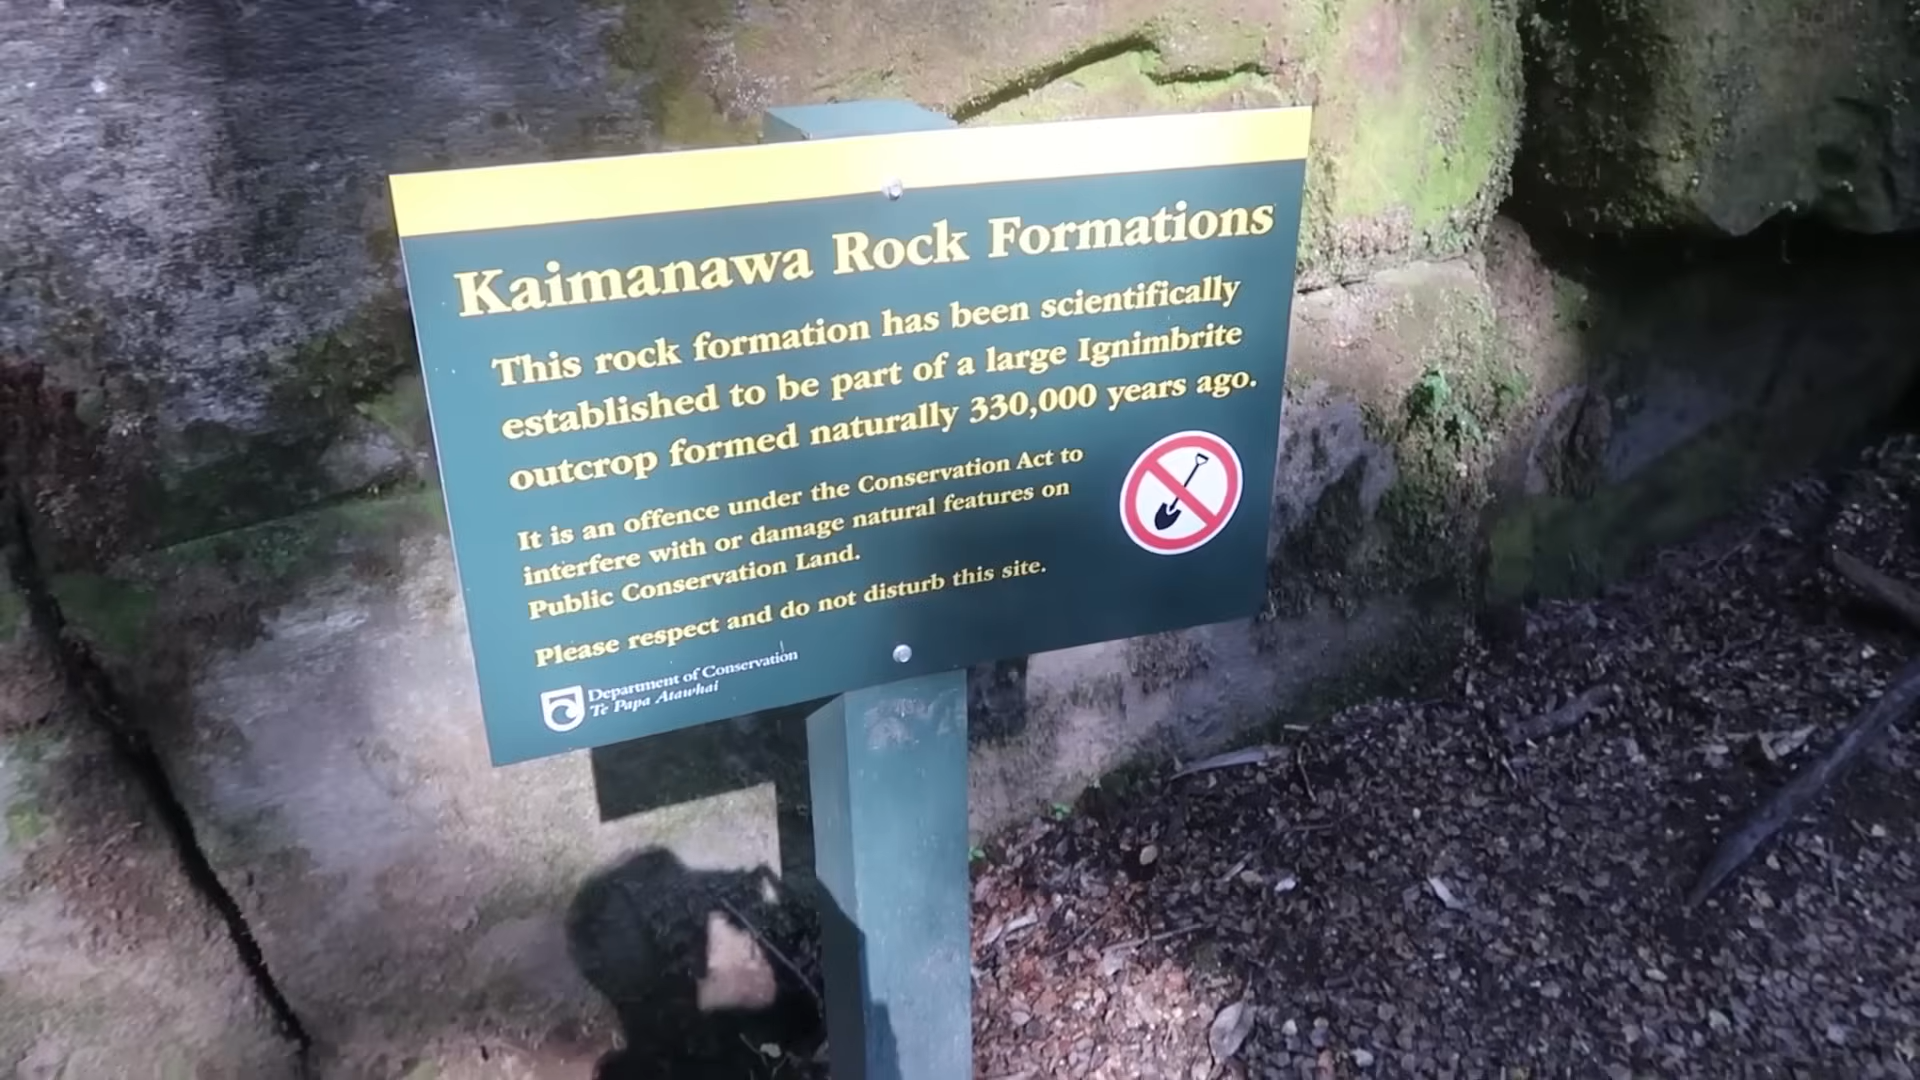 Kaimanawa Rock Formations
This rock formation has been scientifically
established to be part of a large Ignimbrite
outcrop formed naturally 330,000 years ago.
It is an offence under the Conservation Act to
interfere with or damage natural features on
Public Conservation Land.
Please respect and do not disturb this site.
Department of Conservation
Te Papa Atawhai